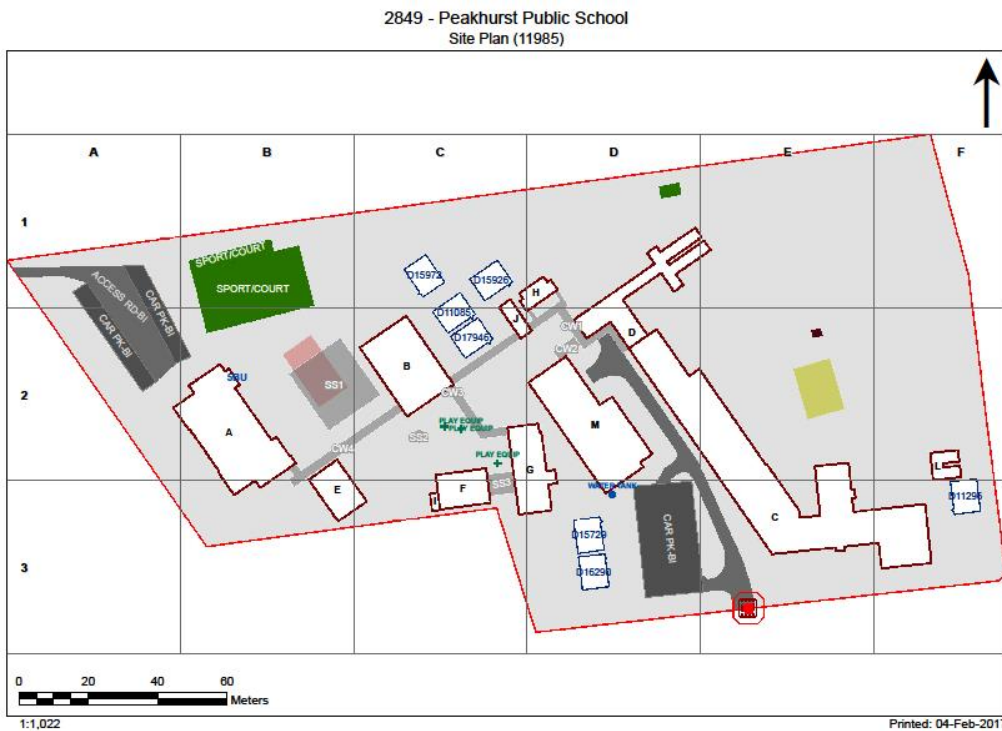 2849 - Peakhurst Public School
Site Plan (11985)
A
B
C
D
E
F
1
SPORT/COURT
SPORT/COURT
D15972
D15926
H
ACCESS RD-BI
CAR PK-BI
CAR PK-BI
D11085
J
D17946
CW1
CW2
D
2
SBU
SS1
B
CW3
A
PLAY EQUIP
PLAY EQUIP
SS2
M
CW4
PLAY EQUIP
G
L
E
F
I
SS3
WATER TANK
D11295
C
CAR PK-BI
D15729
D16290
3
0 20 40 60
Meters
1:1,022
Printed: 04-Feb-2017